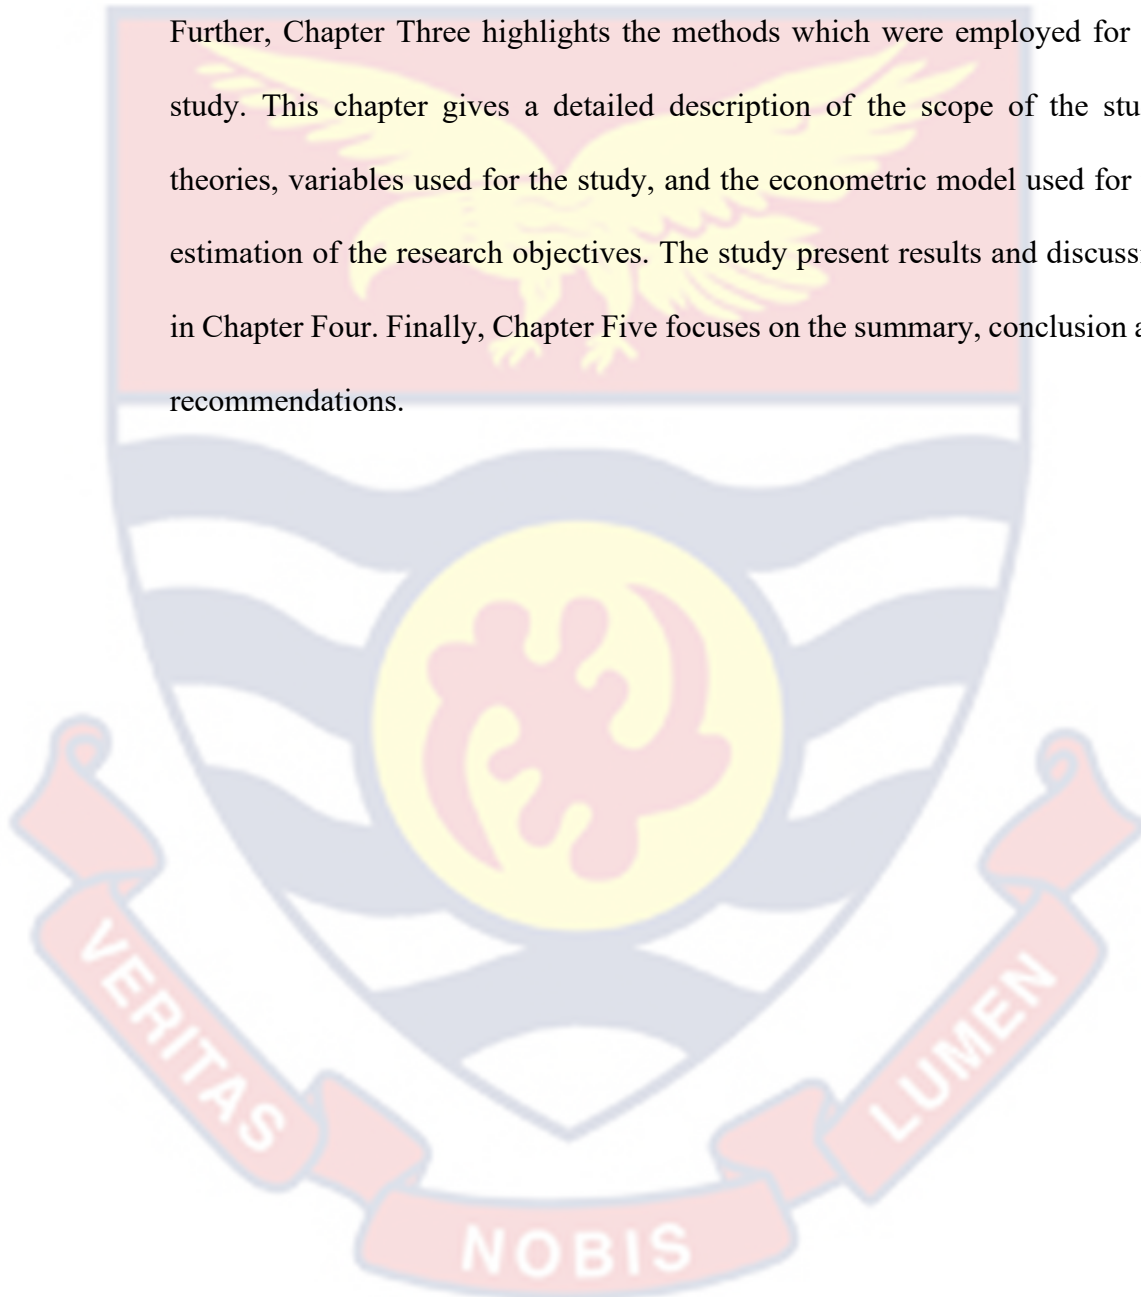 Further, Chapter Three highlights the methods which were employed for
study. This chapter gives a detailed description of the scope of the
theories, variables used for the study, and the econometric model used for
estimation of the research objectives. The study present results and
in Chapter Four. Finally, Chapter Five focuses on the summary, conclusion
recommendations.
VERITAS
NOBIS
LUMEN